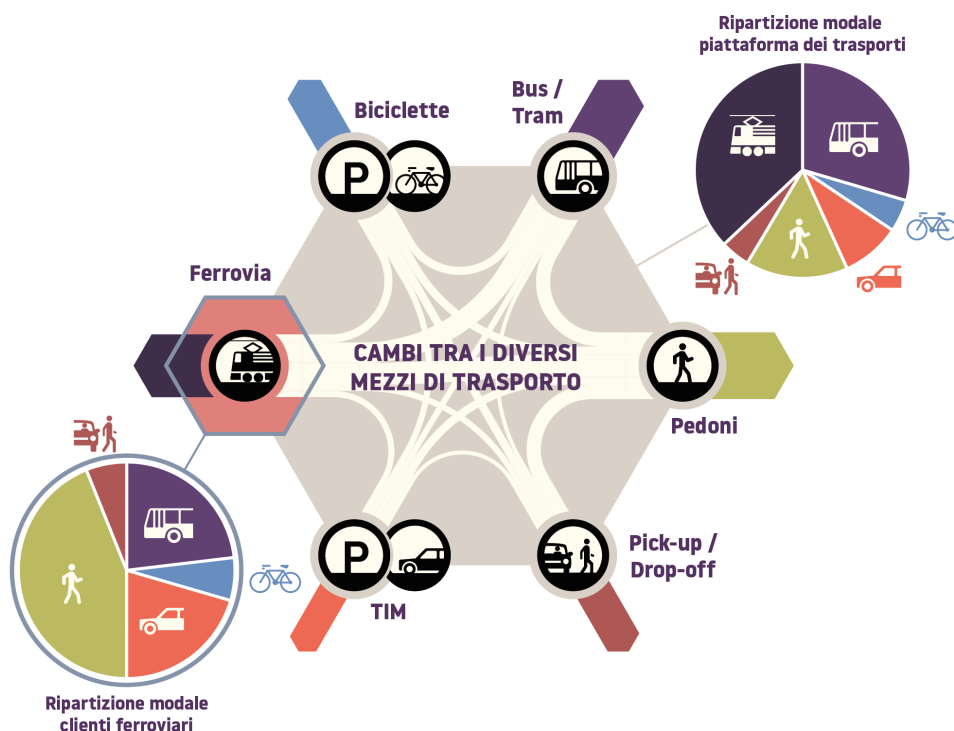 Ripartizione modale
piattaforma dei trasporti
Biciclette
Bus /
Tram
P
Ferrovia
CAMBI TRA I DIVERSI
MEZZI DI TRASPORTO
Pedoni
P
TIM
Pick-up /
Drop-off
Ripartizione modale
clienti ferroviari